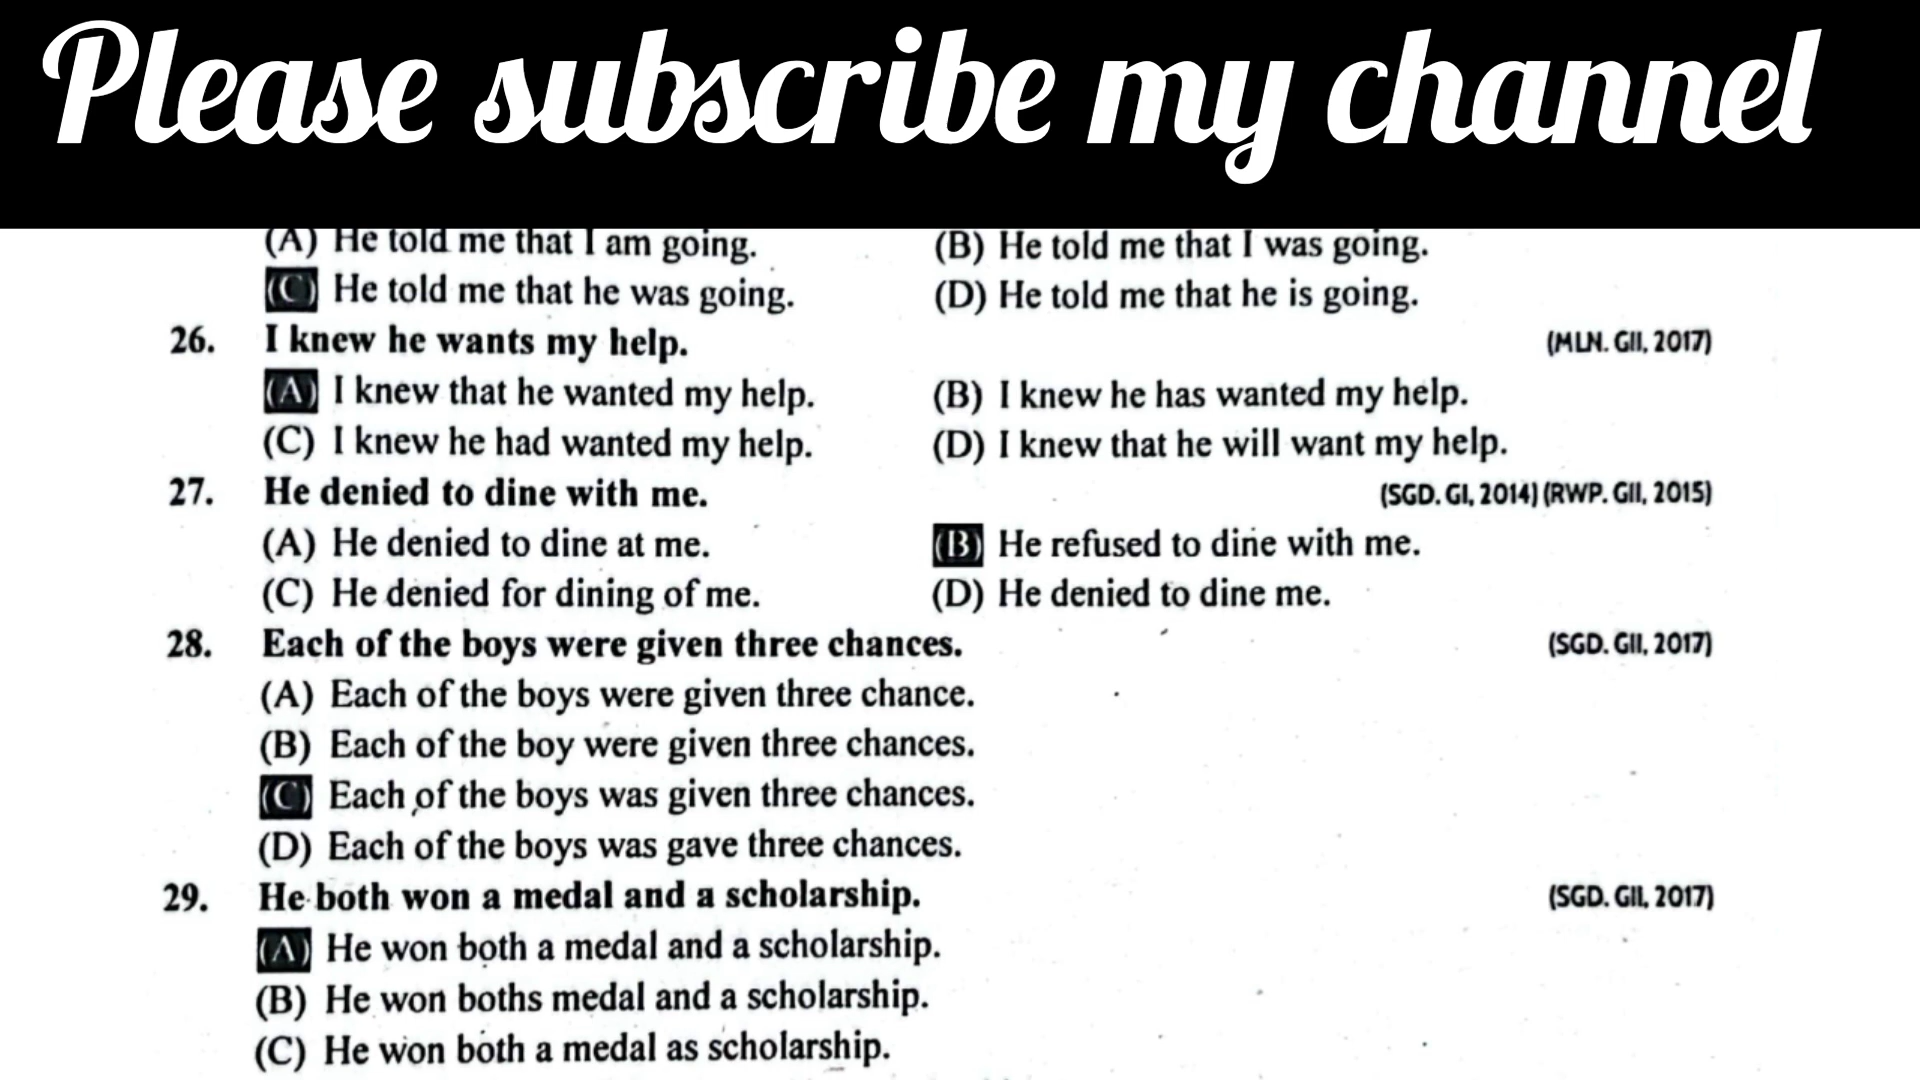 Please subscribe my channel
(A) He told me that I am going. (B) He told me that I was going.
(C) He told me that he was going. (D) He told me that he is going.
26. I knew he wants my help. (MLN. GII, 2017)
(A) I knew that he wanted my help. (B) I knew he has wanted my help.
(C) I knew he had wanted my help. (D) I knew that he will want my help.
27. He denied to dine with me. (SGD. GI, 2014) (RWP. GII, 2015)
(A) He denied to dine at me. (B) He refused to dine with me.
(C) He denied for dining of me. (D) He denied to dine me.
28. Each of the boys were given three chances. (SGD. GII, 2017)
(A) Each of the boys were given three chance.
(B) Each of the boy were given three chances.
(C) Each of the boys was given three chances.
(D) Each of the boys was gave three chances.
29. He both won a medal and a scholarship. (SGD. GII, 2017)
(A) He won both a medal and a scholarship.
(B) He won boths medal and a scholarship.
(C) He won both a medal as scholarship.